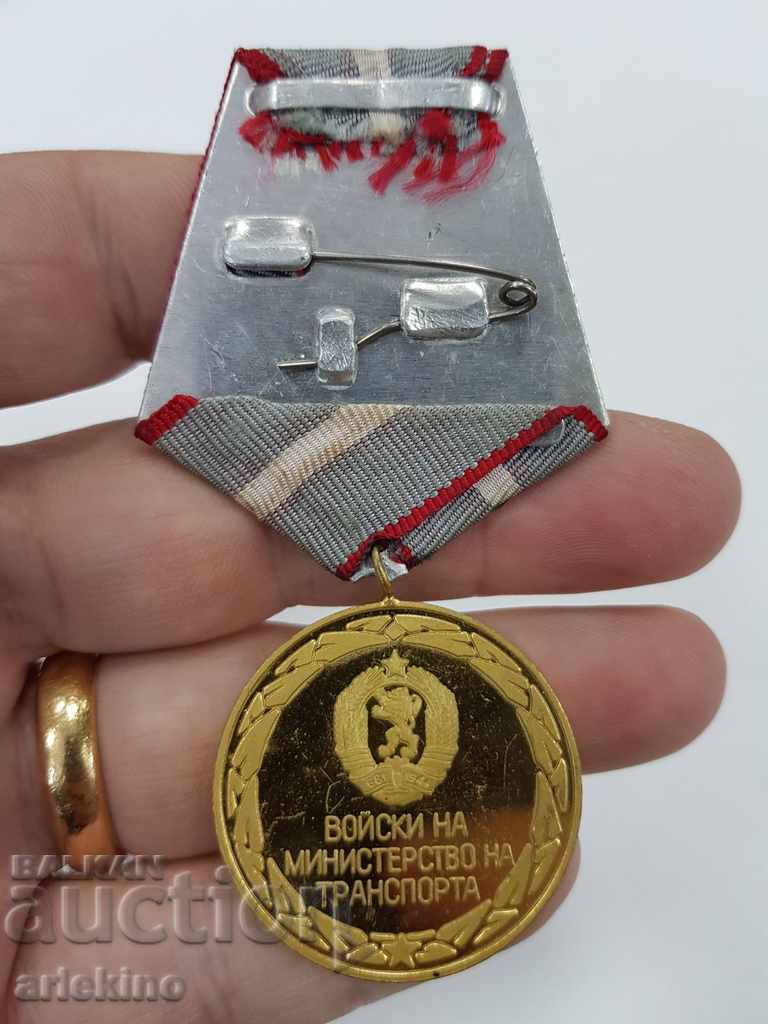 ВОЙСКИ НА
МИНИСТЕРСТВО НА
ТРАНСПОРТА
BALKAN
auction
arlekino